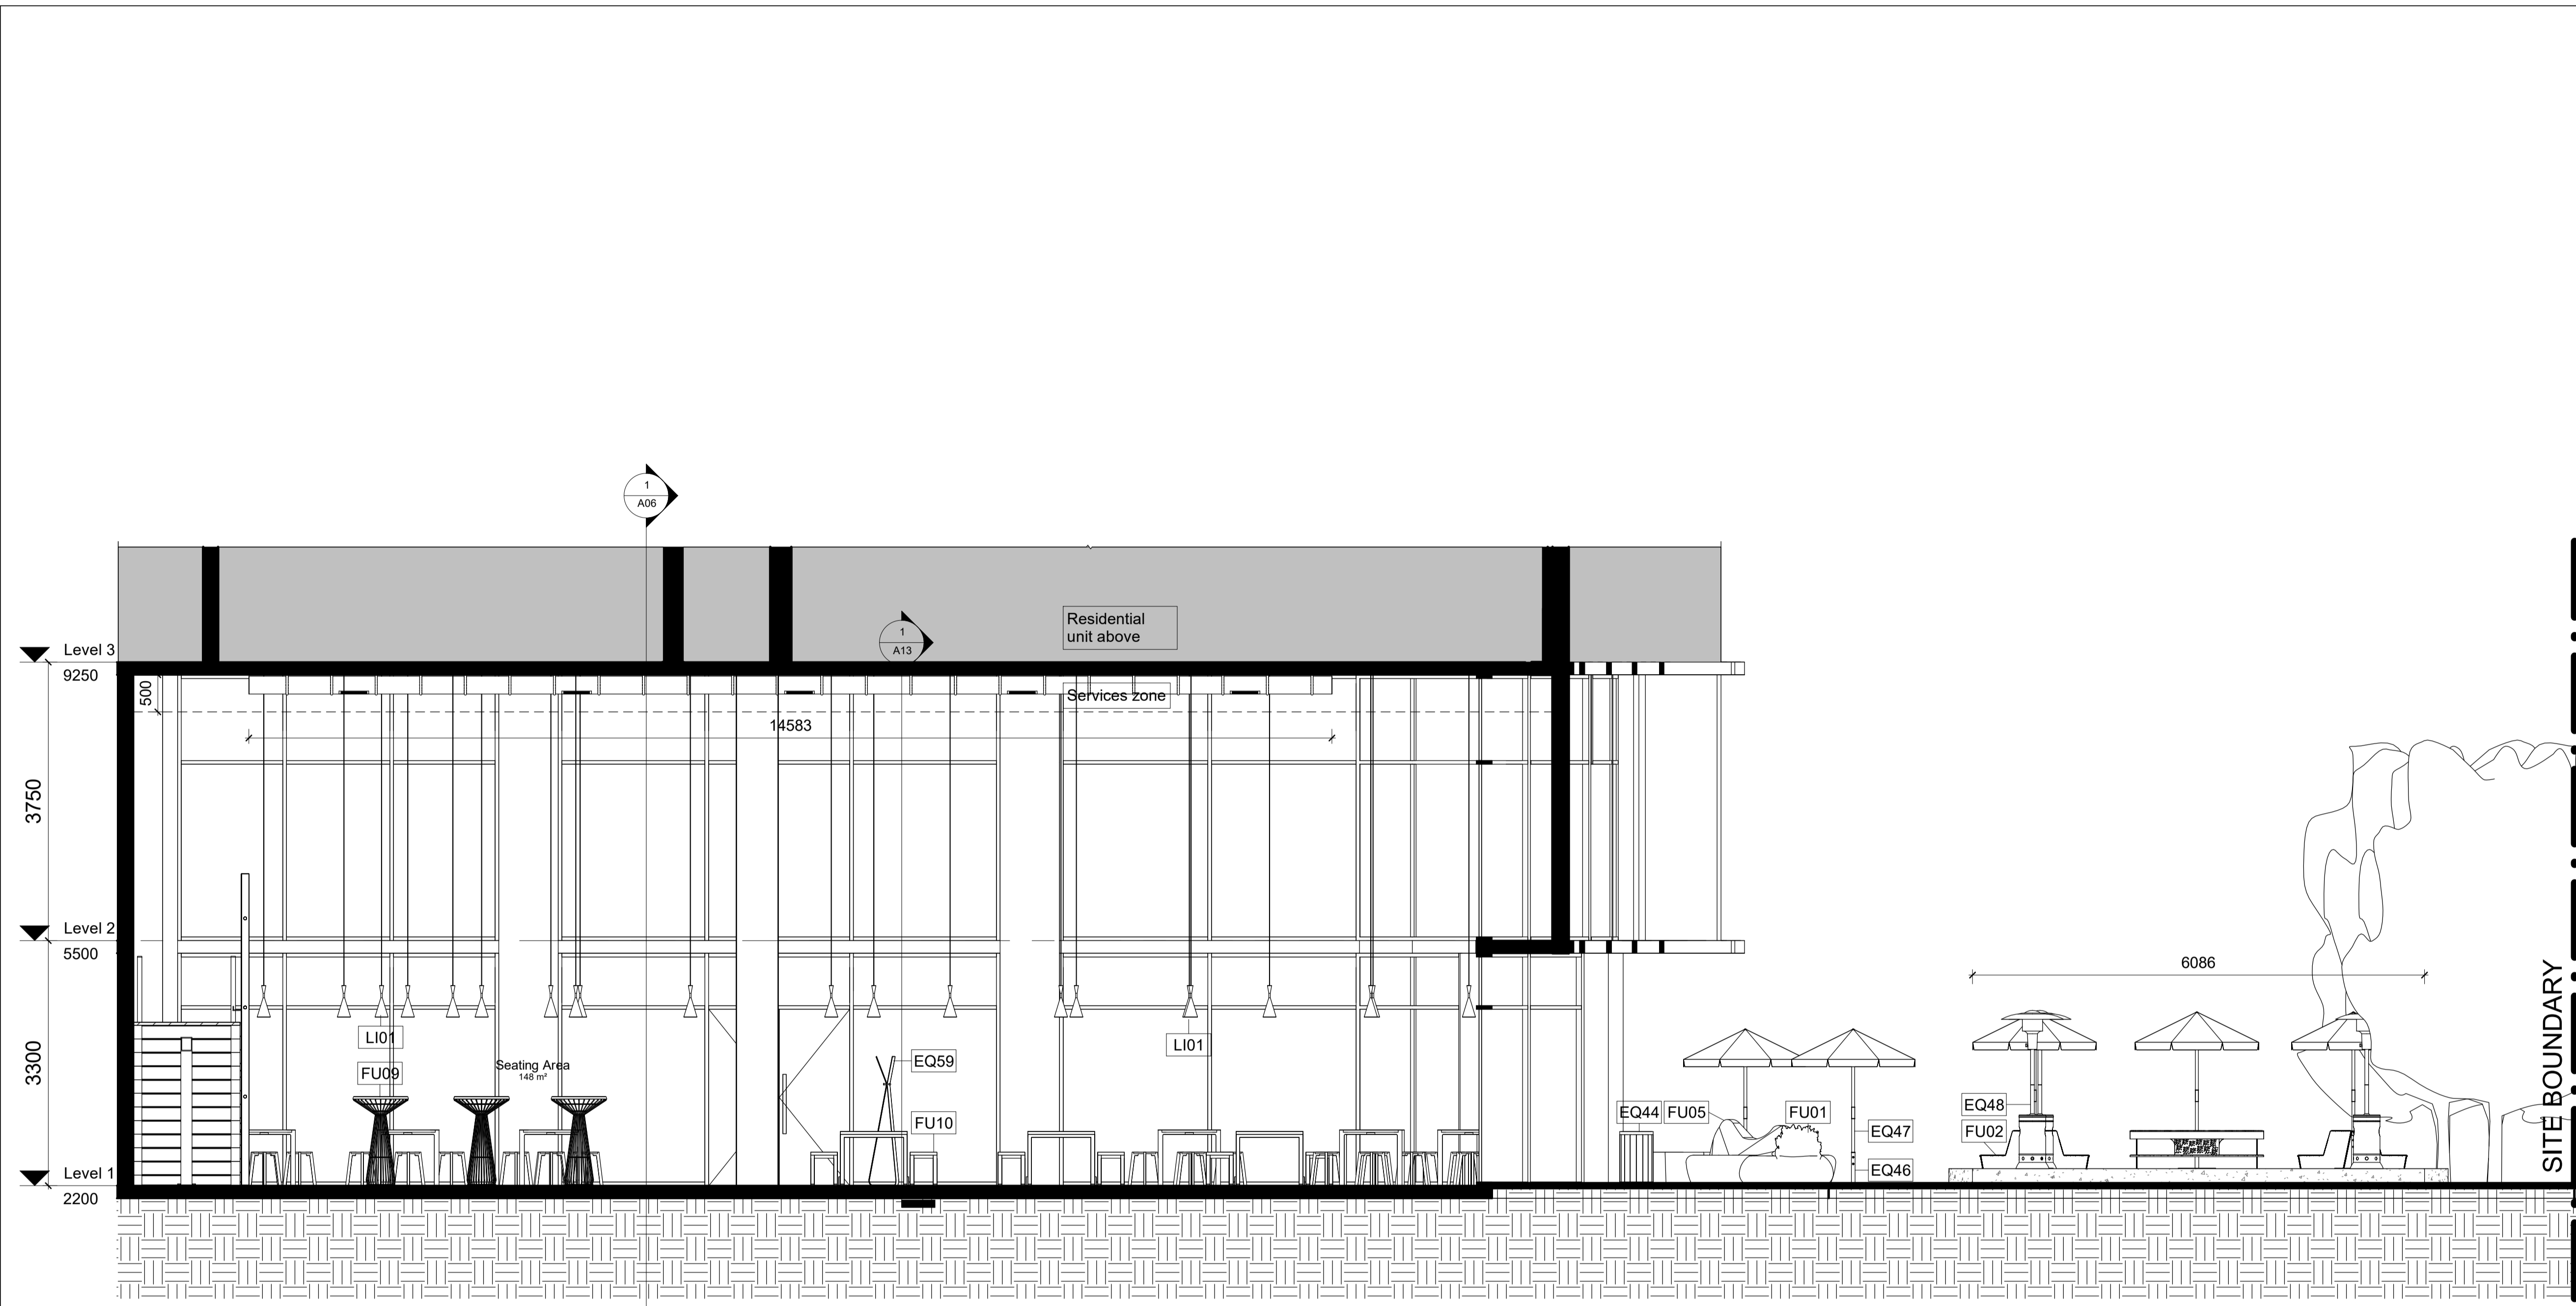 1
A06
Residential
unit above
1
A13
Level 3
9250
500
Services zone
14583
3750
Level 2
5500
6086
SITE BOUNDARY
LI01
LI01
3300
Seating Area
148 m²
EQ59
FU09
EQ48
EQ44
FU05
FU01
FU10
EQ47
FU02
EQ46
Level 1
2200